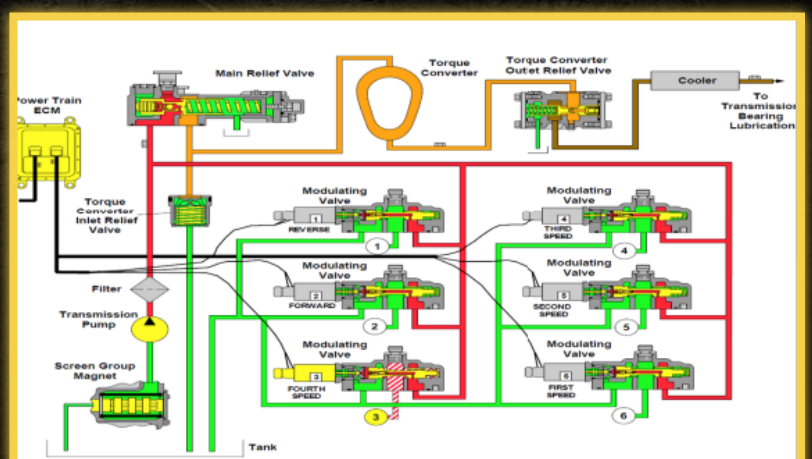 Main Relief Valve
Torque
Converter
Torque Converter
Outlet Relief Valve
Cooler
To
Transmission
Bearing
Lubrication
Power Train
ECM
Torque
Converter
Inlet Relief
Valve
Filter
Transmission
Pump
Screen Group
Magnet
Tank
Modulating
Valve
1
REVERSE
1
Modulating
Valve
2
FORWARD
2
Modulating
Valve
3
FOURTH
SPEED
3
Modulating
Valve
4
THIRD
SPEED
4
Modulating
Valve
5
SECOND
SPEED
5
Modulating
Valve
6
FIRST
SPEED
6